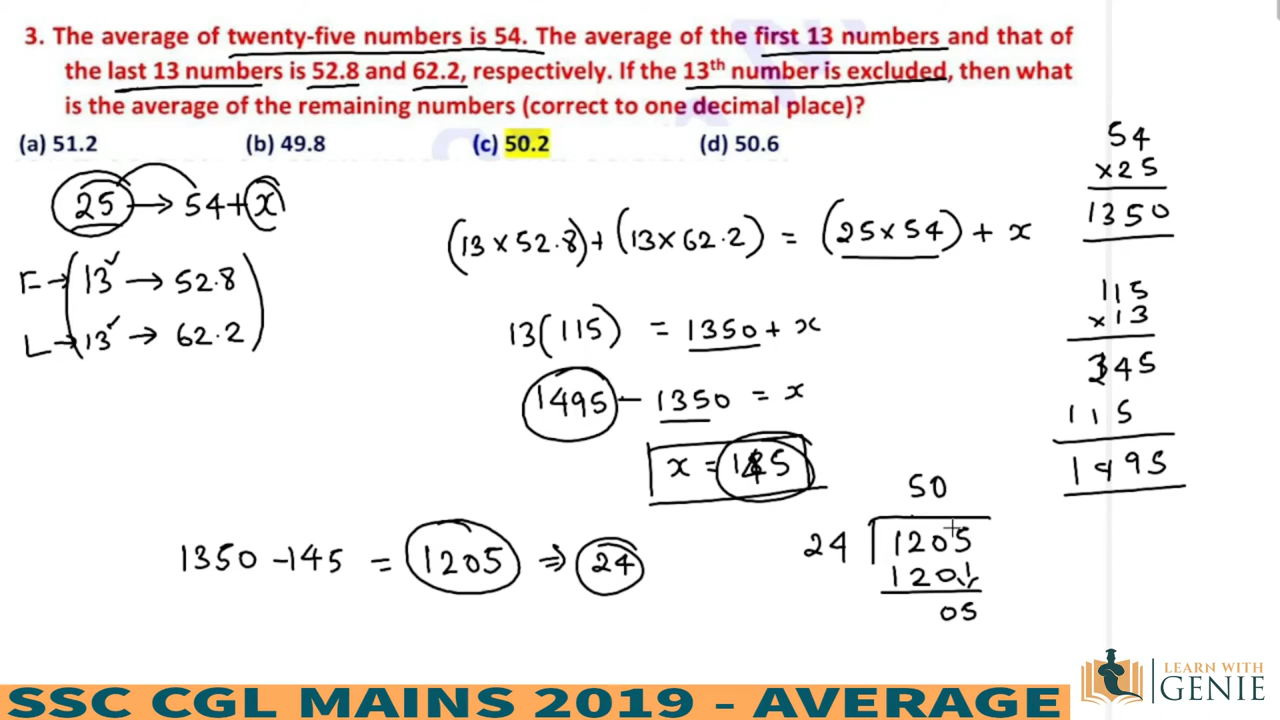 3. The average of twenty-five numbers is 54. The average of the first 13 numbers and that of
the last 13 numbers is 52.8 and 62.2, respectively. If the 13th number is excluded, then what
is the average of the remaining numbers (correct to one decimal place)?
(a) 51.2 (b) 49.8 (c) 50.2 (d) 50.6
25 → 54+x
F → 13 → 52.8
L → 13 → 62.2
(13 × 52.8) + (13 × 62.2) = (25 × 54) + x
13(115) = 1350 + x
1495 - 1350 = x
x = 145
1350 - 145 = 1205 ⇒ 24
54
×25
1350
115
×13
345
115
1495
50
24 1205
120↓
05
LEARN WITH
GENIE
SSC CGL MAINS 2019 - AVERAGE